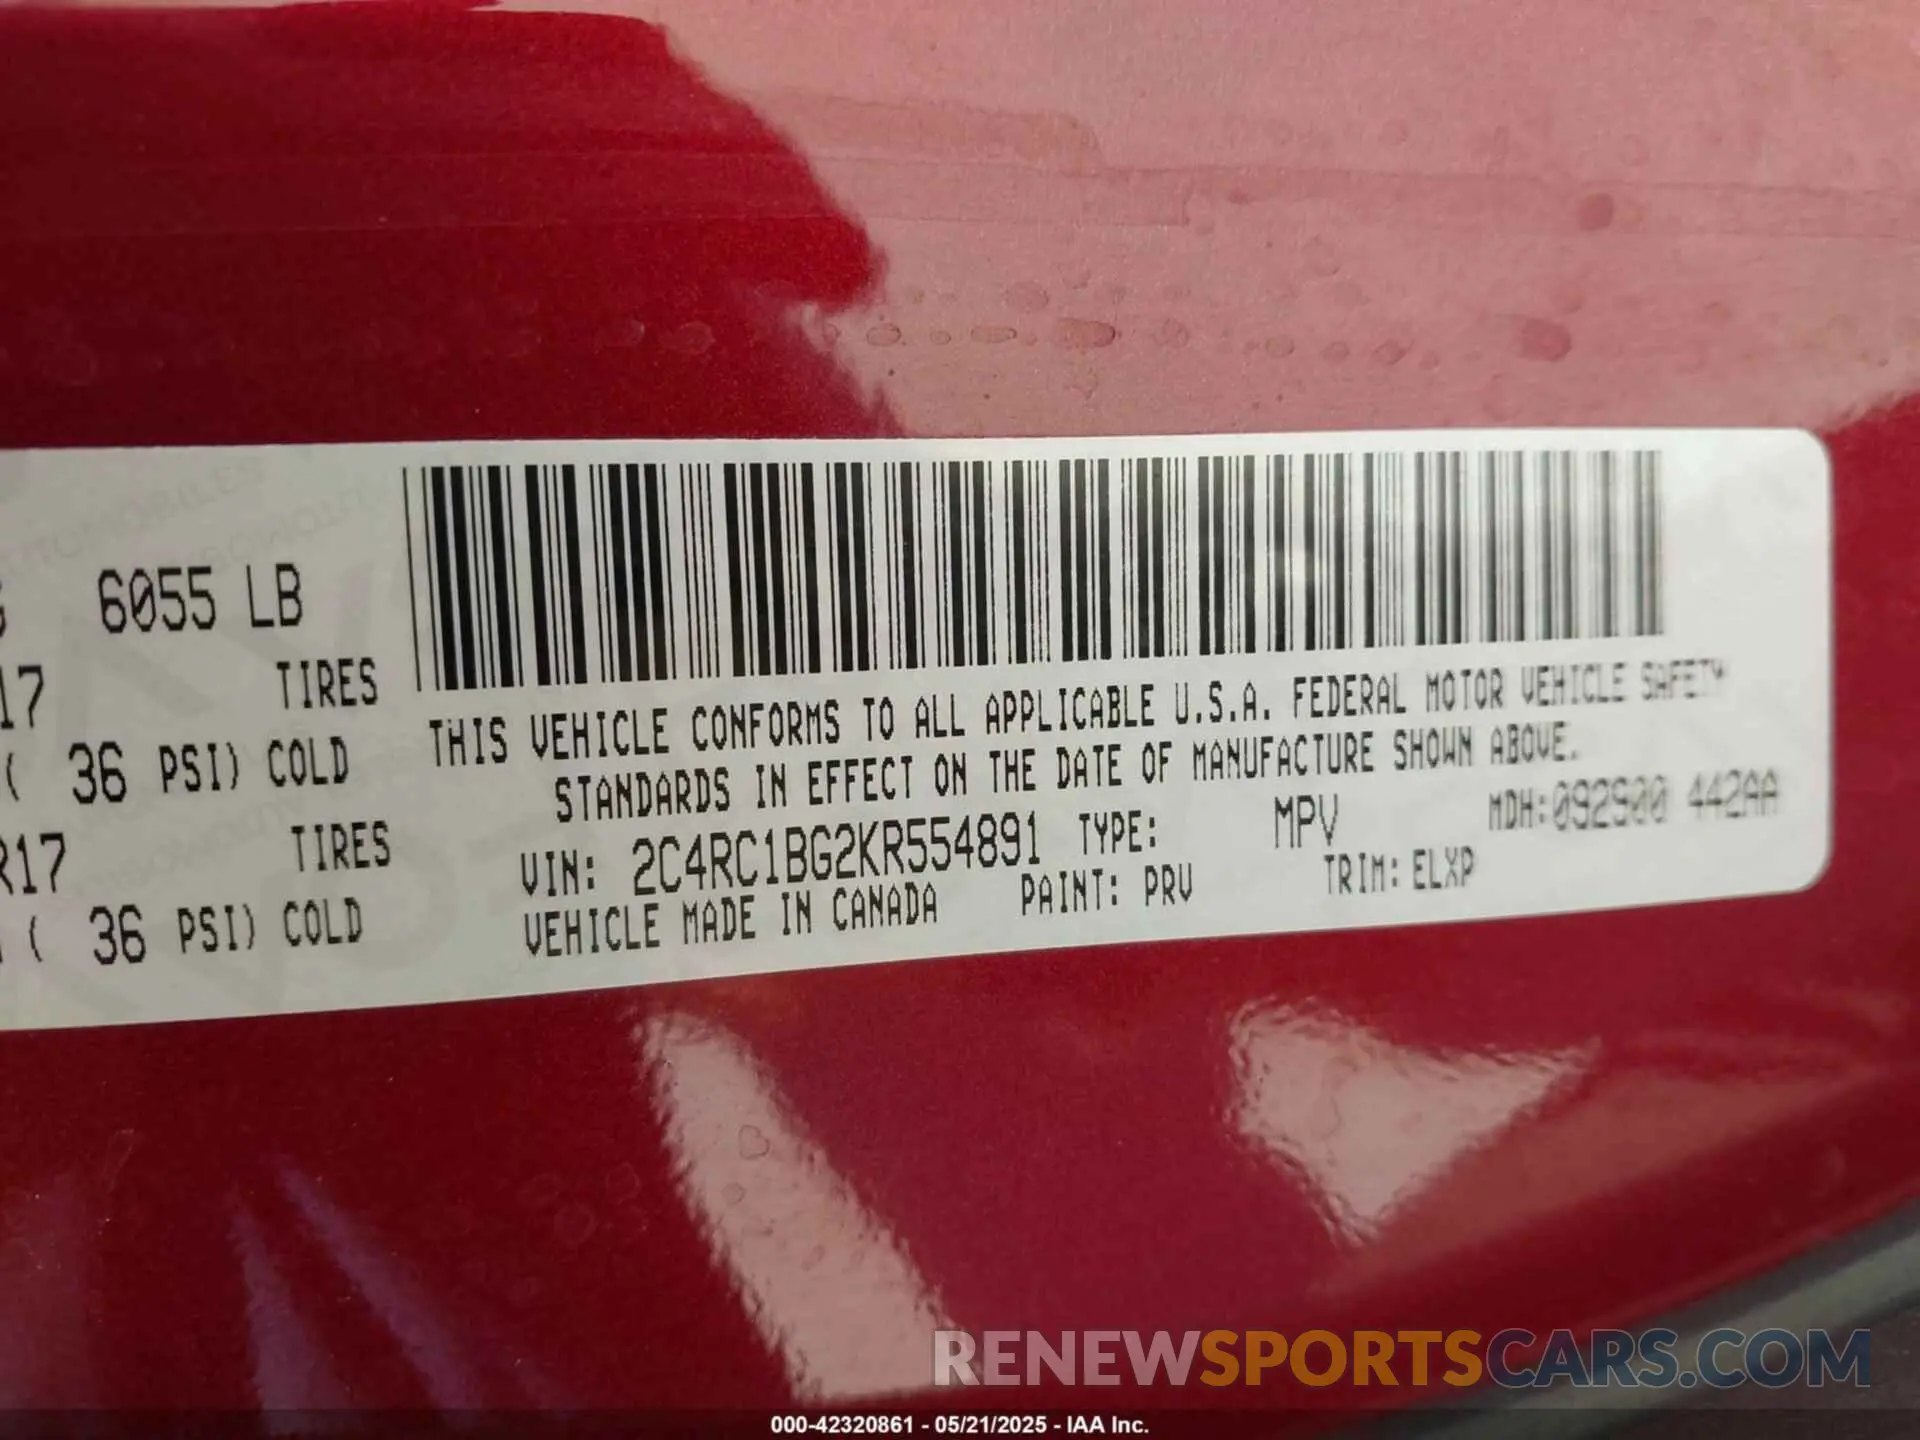 G 6055 LB
17 TIRES
( 36 PSI) COLD
R17 TIRES
( 36 PSI) COLD
THIS VEHICLE CONFORMS TO ALL APPLICABLE U.S.A. FEDERAL MOTOR VEHICLE SAFETY
STANDARDS IN EFFECT ON THE DATE OF MANUFACTURE SHOWN ABOVE.
VIN: 2C4RC1BG2KR554891 TYPE: MPV MDH:092900 442AA
VEHICLE MADE IN CANADA PAINT: PRV TRIM: ELXP
RENEWSPORTSCARS.COM
000-42320861 - 05/21/2025 - IAA Inc.